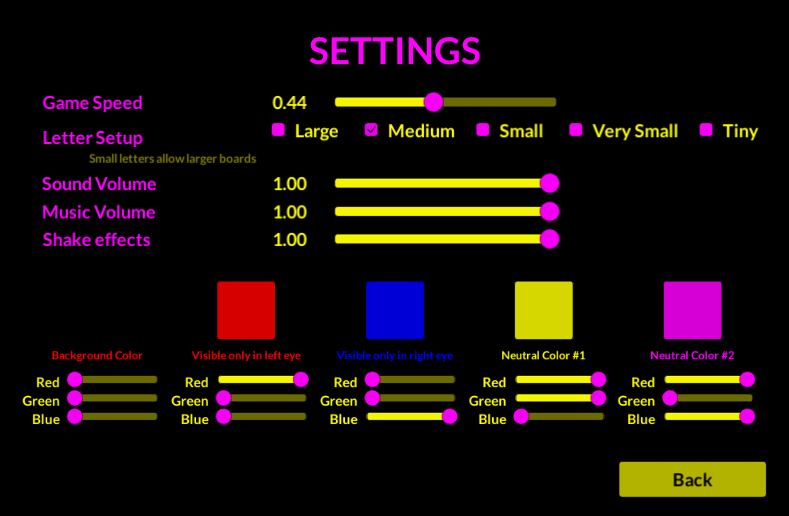 SETTINGS
Game Speed 0.44
Letter Setup Large Medium Small Very Small Tiny
Small letters allow larger boards
Sound Volume 1.00
Music Volume 1.00
Shake effects 1.00
Background Color Visible only in left eye Visible only in right eye Neutral Color #1 Neutral Color #2
Red Red Red Red Red
Green Green Green Green Green
Blue Blue Blue Blue Blue
Back